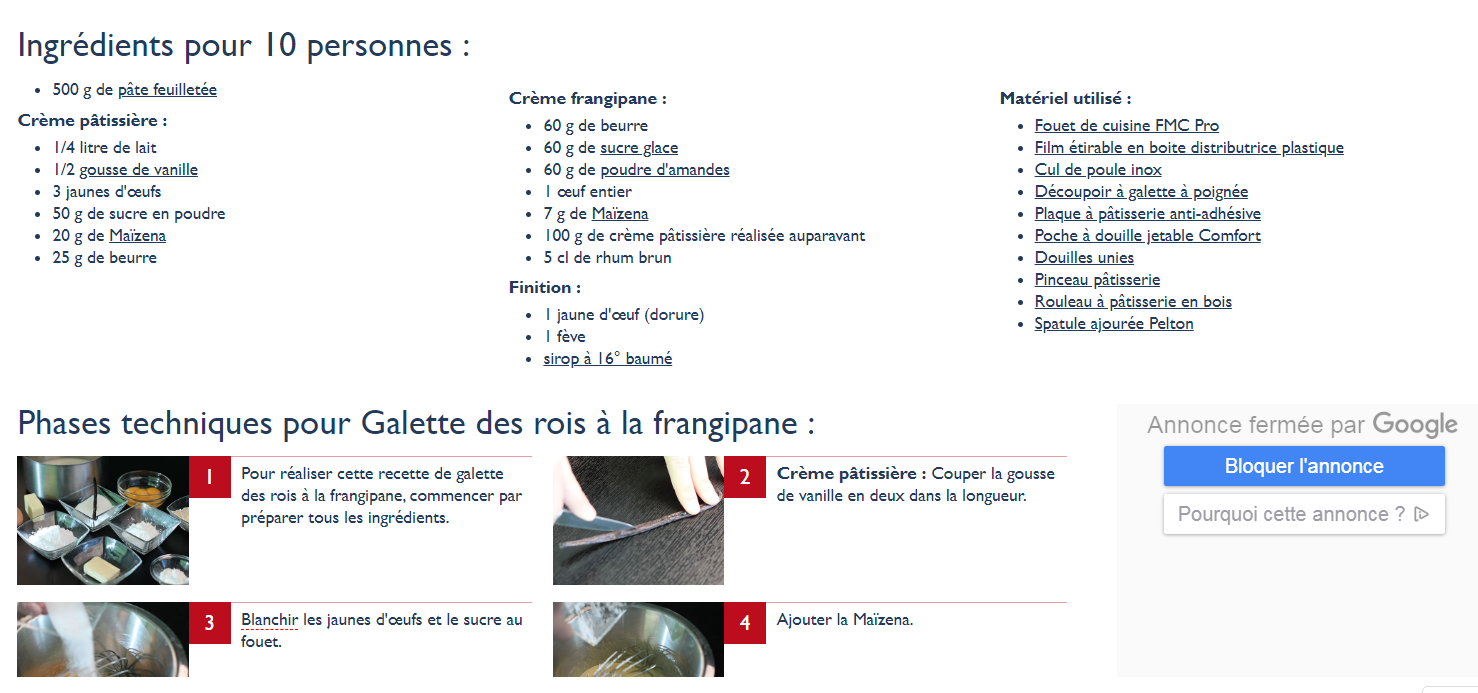 Ingrédients pour 10 personnes :
500 g de pâte feuilletée
Crème pâtissière :
1/4 litre de lait
1/2 gousse de vanille
3 jaunes d'œufs
50 g de sucre en poudre
20 g de Maïzena
25 g de beurre
Crème frangipane :
60 g de beurre
60 g de sucre glace
60 g de poudre d'amandes
1 œuf entier
7 g de Maïzena
100 g de crème pâtissière réalisée auparavant
5 cl de rhum brun
Finition :
1 jaune d'œuf (dorure)
1 fève
sirop à 16° baumé
Matériel utilisé :
Fouet de cuisine FMC Pro
Film étirable en boite distributrice plastique
Cul de poule inox
Découpoir à galette à poignée
Plaque à pâtisserie anti-adhésive
Poche à douille jetable Comfort
Douilles unies
Pinceau pâtisserie
Rouleau à pâtisserie en bois
Spatule ajourée Pelton
Phases techniques pour Galette des rois à la frangipane :
1
Pour réaliser cette recette de galette
des rois à la frangipane, commencer par
préparer tous les ingrédients.
2
Crème pâtissière : Couper la gousse
de vanille en deux dans la longueur.
3
Blanchir les jaunes d'œufs et le sucre au
fouet.
4
Ajouter la Maïzena.
Annonce fermée par Google
Bloquer l'annonce
Pourquoi cette annonce ?